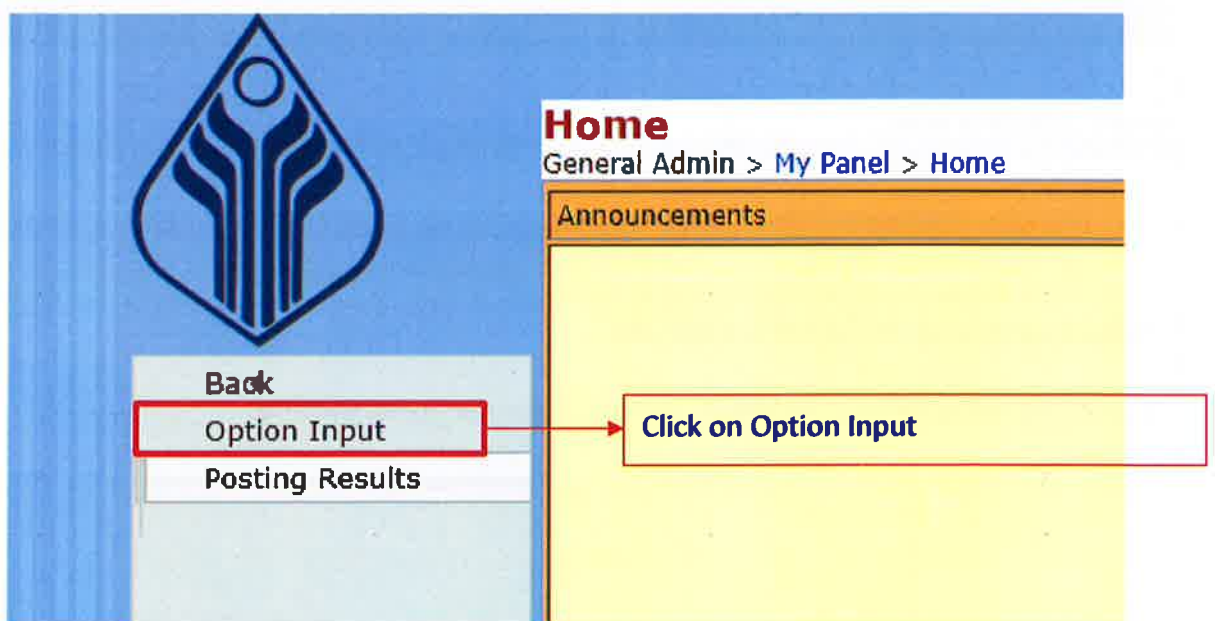 Home
General Admin > My Panel > Home
Announcements
Back
Option Input
Click on Option Input
Posting Results